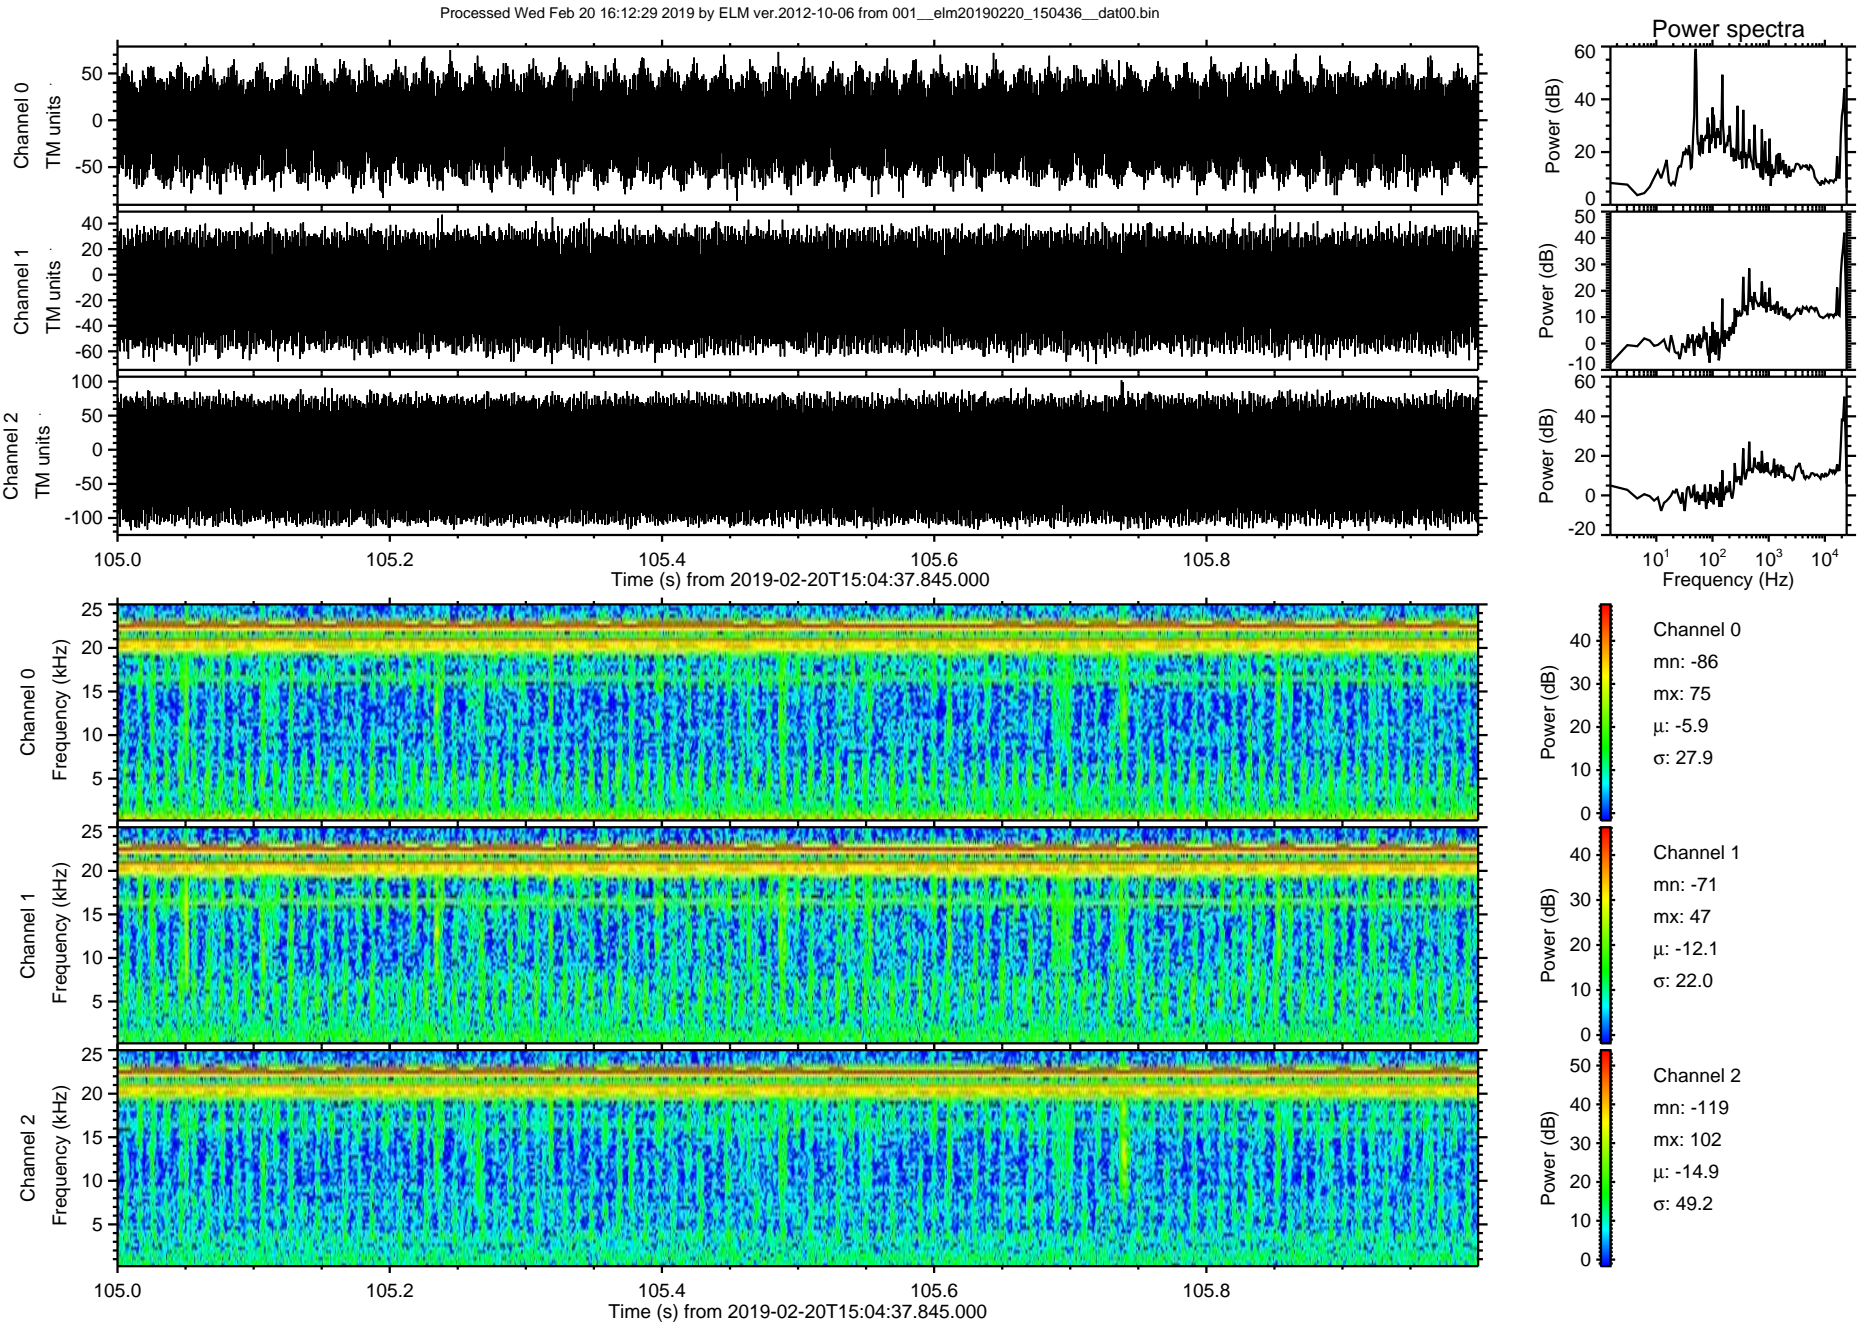 Processed Wed Feb 20 16:12:29 2019 by ELM ver.2012-10-06 from 001__elm20190220_150436__dat00.bin
Power spectra
Channel 0
TM units
50
0
-50
Power (dB)
60
40
20
0
Channel 1
TM units
40
20
0
-20
-40
-60
Power (dB)
50
40
30
20
10
0
-10
Channel 2
TM units
100
50
0
-50
-100
Power (dB)
60
40
20
0
-20
105.0 105.2 105.4 105.6 105.8
Time (s) from 2019-02-20T15:04:37.845.000
10¹ 10² 10³ 10⁴
Frequency (Hz)
Channel 0
Frequency (kHz)
25
20
15
10
5
Power (dB)
40
30
20
10
0
Channel 0
mn: -86
mx: 75
μ: -5.9
σ: 27.9
Channel 1
Frequency (kHz)
25
20
15
10
5
Power (dB)
40
30
20
10
0
Channel 1
mn: -71
mx: 47
μ: -12.1
σ: 22.0
Channel 2
Frequency (kHz)
25
20
15
10
5
Power (dB)
50
40
30
20
10
0
Channel 2
mn: -119
mx: 102
μ: -14.9
σ: 49.2
105.0 105.2 105.4 105.6 105.8
Time (s) from 2019-02-20T15:04:37.845.000